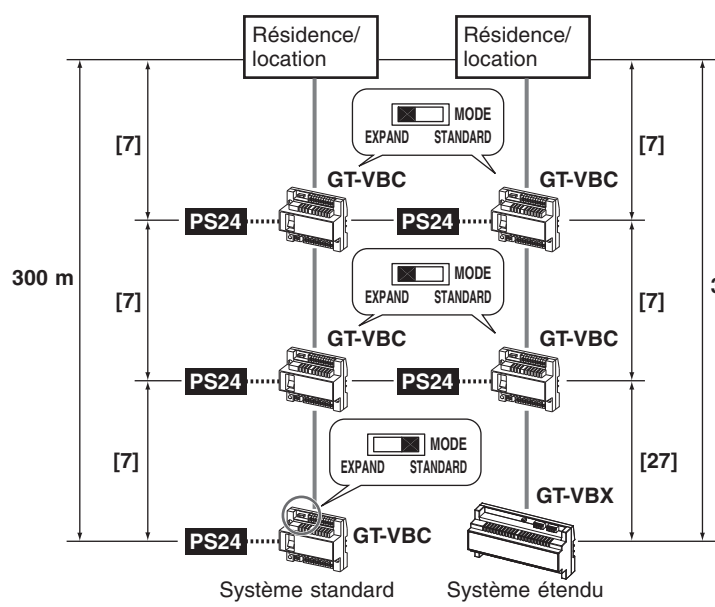 Résidence/
location
Résidence/
location
MODE
EXPAND STANDARD
[7]
[7]
GT-VBC
GT-VBC
PS24
PS24
300 m
3
MODE
EXPAND STANDARD
[7]
[7]
GT-VBC
GT-VBC
PS24
PS24
MODE
EXPAND STANDARD
[7]
[27]
GT-VBX
PS24
GT-VBC
Système standard
Système étendu